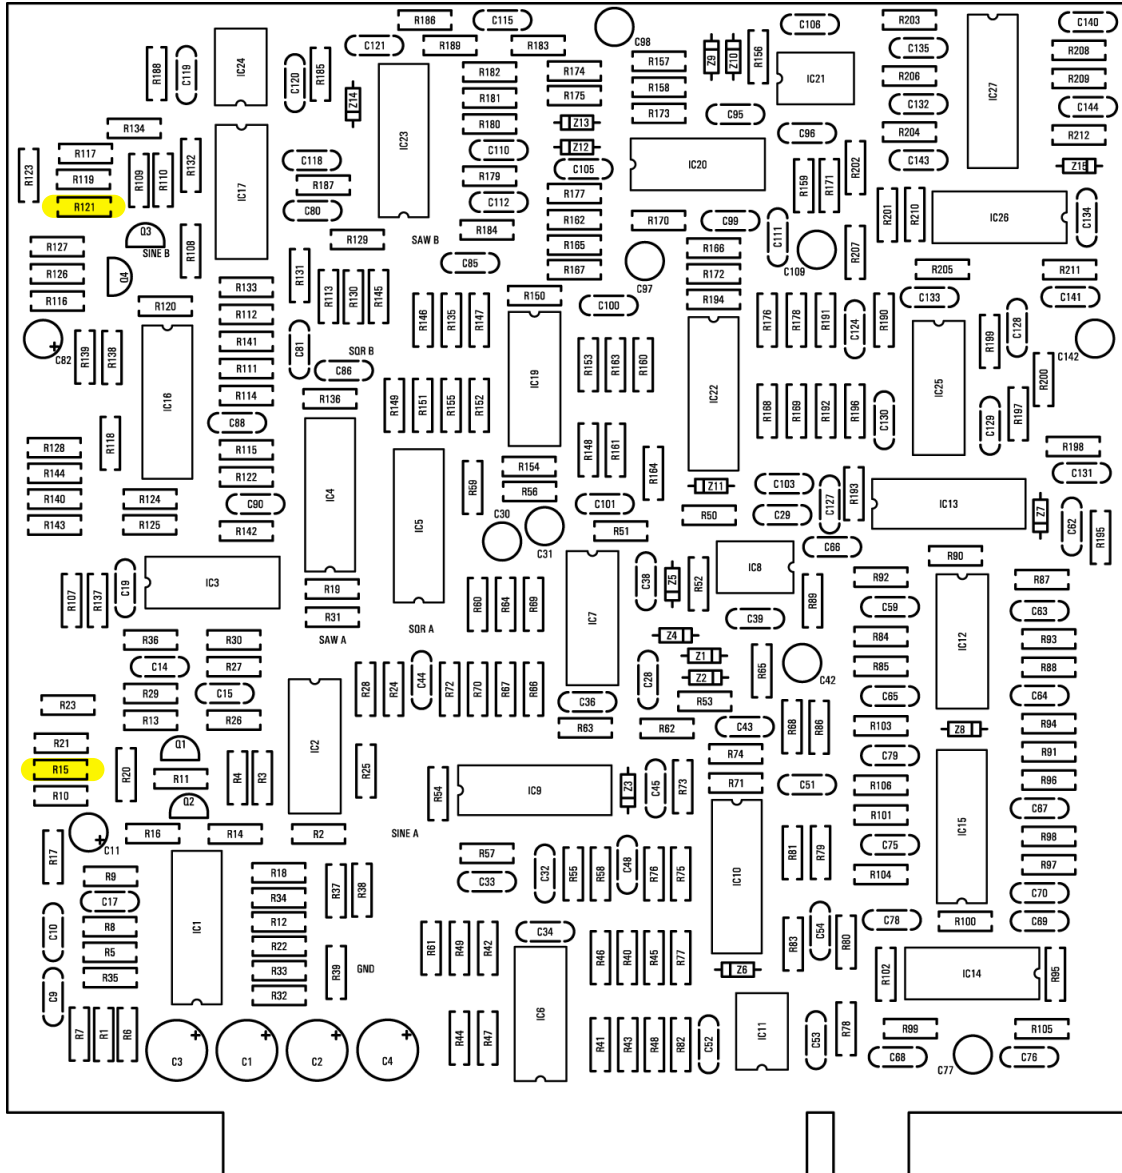 R186 C115 C106 R203 C140
C121 R189 R183 C98 Z9 Z10 R156 C135 IC27 R208
R188 C119 IC24 C120 R185 R182 R174 R157 IC21 R206 R209
Z14 IC23 R181 R175 R158 C132 C144
R134 R180 Z13 R173 C95 C96 R204 R212
R123 R117 R109 R110 R132 IC17 C118 C110 Z12 IC20 R202 C143 Z15
R119 R187 R179 C105 R159 R171
R121 C80 C112 R177 R201 R210 IC26 C134
Q3 R129 SAW B R184 R162 R170 C99 C111
R127 SINE B R108 R165 R166 C109 R207
R126 Q4 R131 C85 R167 C97 R172 R205 R211
R116 R120 R133 R113 R130 R145 R150 C100 R194 C133 C141
R112 R146 R135 R147 R176 R178 R191 C124 R190 C128
C82 R139 R138 R141 C81 SQR B IC19 R153 R163 R160 IC22 IC25 R199 C142
R111 C86 R200
IC16 R114 R136 R149 R151 R155 R152 R168 R169 R192 R196 C130 C129 R197
C88
R128 R118 R115 R148 R161 R198
R144 R122 IC4 R59 R154 R164 Z11 C103 R193 C131
R140 R124 C90 IC5 R56 C101 C29 C127 IC13 Z7 C62
R143 R125 R142 C30 C31 R51 R50 R195
C66 R90
R107 R137 C19 IC3 R19 IC7 C38 Z5 R52 IC8 R89 R92 R87
R31 R60 R64 R69 C59 IC12 C63
R36 R30 SAW A SQR A Z4 C39 R84 R93
C14 R27 Z1 R65 C42 R85 R88
R29 C15 R28 R24 C44 R72 R70 R67 R66 C28 Z2 C65 C64
R23 R13 R26 C36 R53
R21 Q1 IC2 R63 R62 C43 R68 R86 R103 Z8 R94
R15 R20 R11 R4 R3 R25 R74 C79 R91
R10 Q2 R54 IC9 Z3 C45 R73 R71 C51 R106 R96
C11 R16 R14 R2 SINE A R101 IC15 C67
R17 R57 R81 R79 C75 R98
R9 R18 R37 R38 C33 C32 R55 R58 C48 R76 R75 IC10 R104 R97
C17 R34 C70
C10 R8 IC1 R12 R61 R49 R42 C34 R83 C54 R80 C78 R100 C69
R5 R22 R46 R40 R45 R77
C9 R35 R33 R39 GND Z6 R102 IC14 R95
R32 IC6
R7 R1 R6 R44 R47 R41 R43 R48 R82 C52 IC11 C53 R78 R99 R105
C3 C1 C2 C4 C68 C77 C76